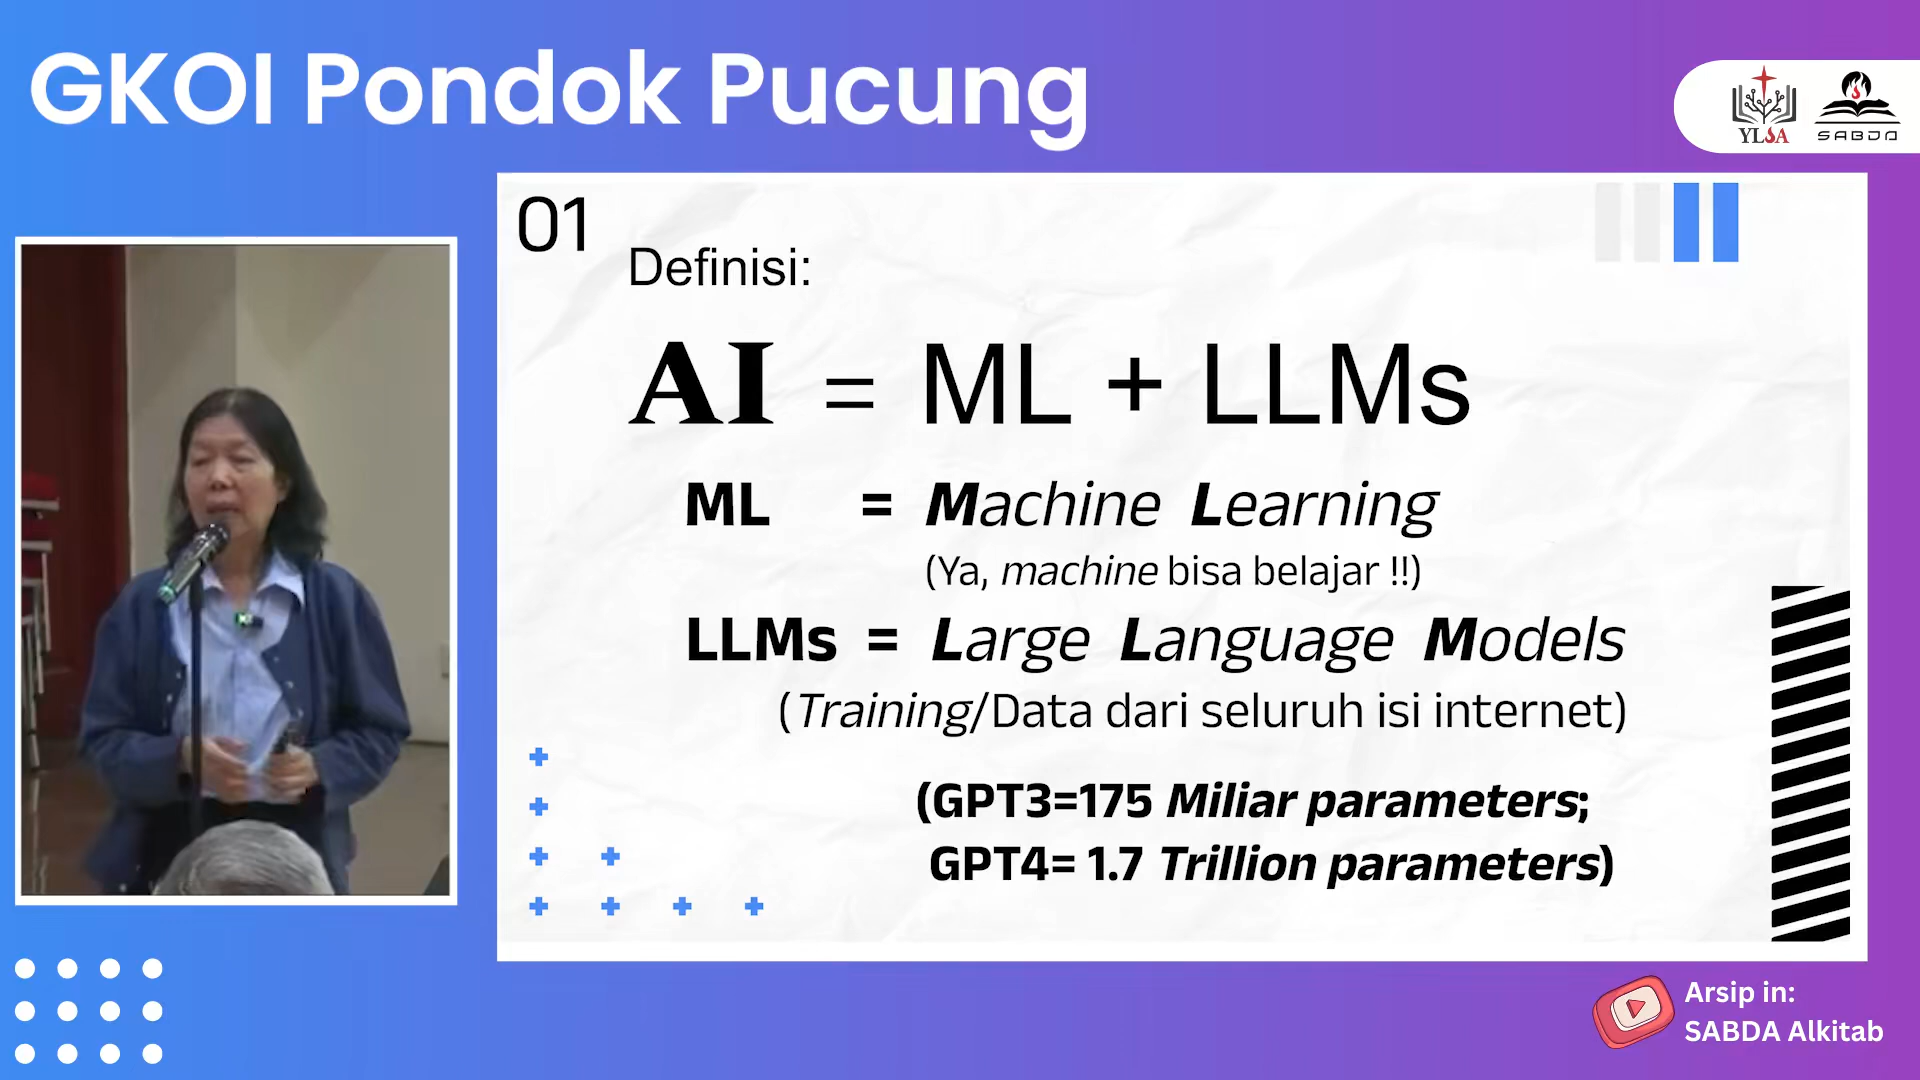 GKOI Pondok Pucung
YLSA
SABDA
01
Definisi:
AI = ML + LLMs
ML = Machine Learning
(Ya, machine bisa belajar !!)
LLMs = Large Language Models
(Training/Data dari seluruh isi internet)
(GPT3=175 Miliar parameters;
GPT4= 1.7 Trillion parameters)
Arsip in:
SABDA Alkitab